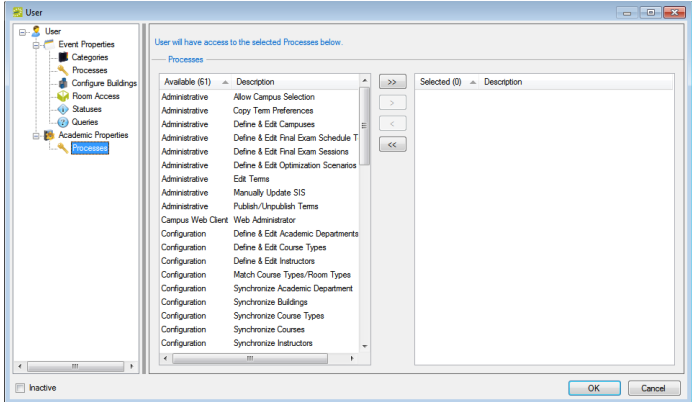 User
User
Event Properties
Categories
Processes
Configure Buildings
Room Access
Statuses
Queries
Academic Properties
Processes
User will have access to the selected Processes below.
Processes
Available (61) Description
Administrative Allow Campus Selection
Administrative Copy Term Preferences
Administrative Define & Edit Campuses
Administrative Define & Edit Final Exam Schedule T
Administrative Define & Edit Final Exam Sessions
Administrative Define & Edit Optimization Scenarios
Administrative Edit Terms
Administrative Manually Update SIS
Administrative Publish/Unpublish Terms
Campus Web Client Web Administrator
Configuration Define & Edit Academic Departments
Configuration Define & Edit Course Types
Configuration Define & Edit Instructors
Configuration Match Course Types/Room Types
Configuration Synchronize Academic Department
Configuration Synchronize Buildings
Configuration Synchronize Course Types
Configuration Synchronize Courses
Configuration Synchronize Instructors
>>
>
<
<<
Selected (0) Description
Inactive
OK Cancel